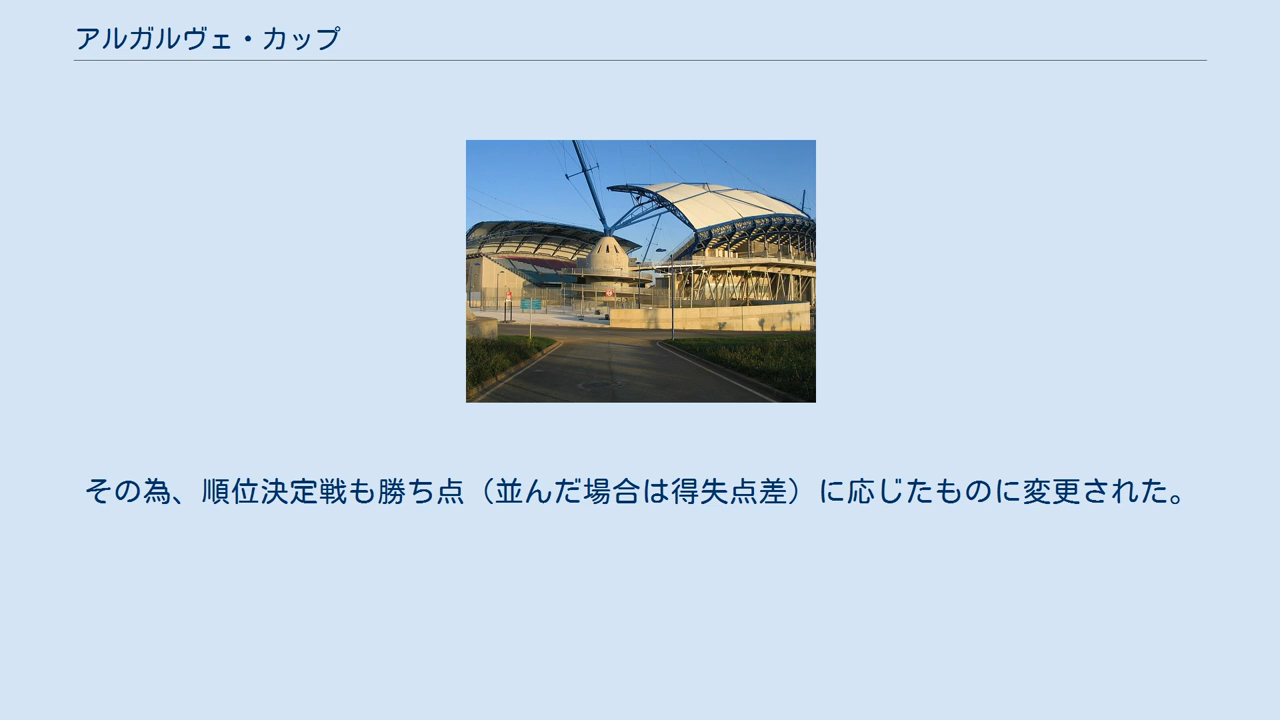 アルガルヴェ・カップ
その為、順位決定戦も勝ち点（並んだ場合は得失点差）に応じたものに変更された。